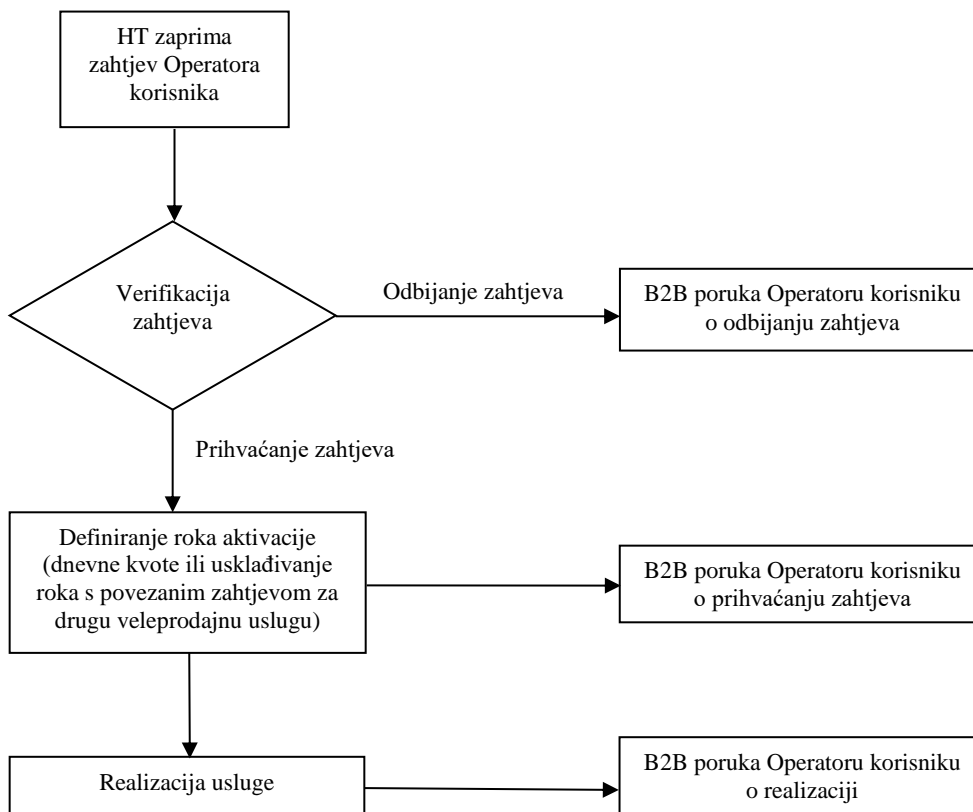 HT zaprima
zahtjev Operatora
korisnika
Verifikacija
zahtjeva
Odbijanje zahtjeva
B2B poruka Operatoru korisniku
o odbijanju zahtjeva
Prihvaćanje zahtjeva
Definiranje roka aktivacije
(dnevne kvote ili usklađivanje
roka s povezanim zahtjevom za
drugu veleprodajnu uslugu)
B2B poruka Operatoru korisniku
o prihvaćanju zahtjeva
Realizacija usluge
B2B poruka Operatoru korisniku
o realizaciji